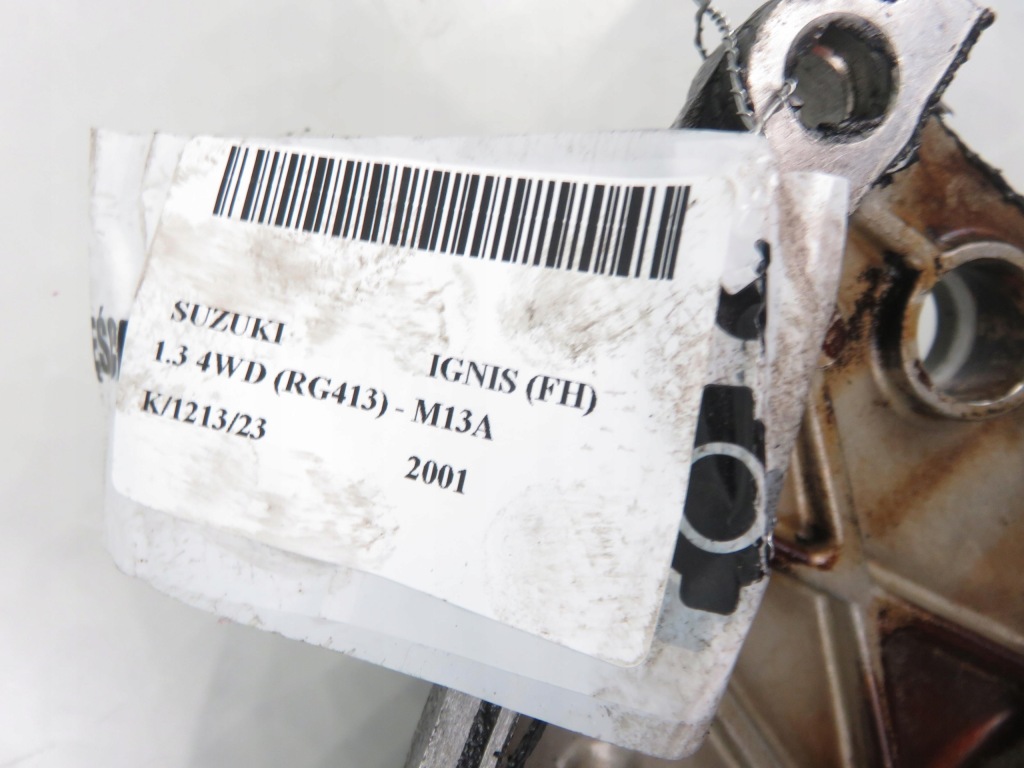 SUZUKI IGNIS (FH)
1.3 4WD (RG413) - M13A
K/1213/23 2001